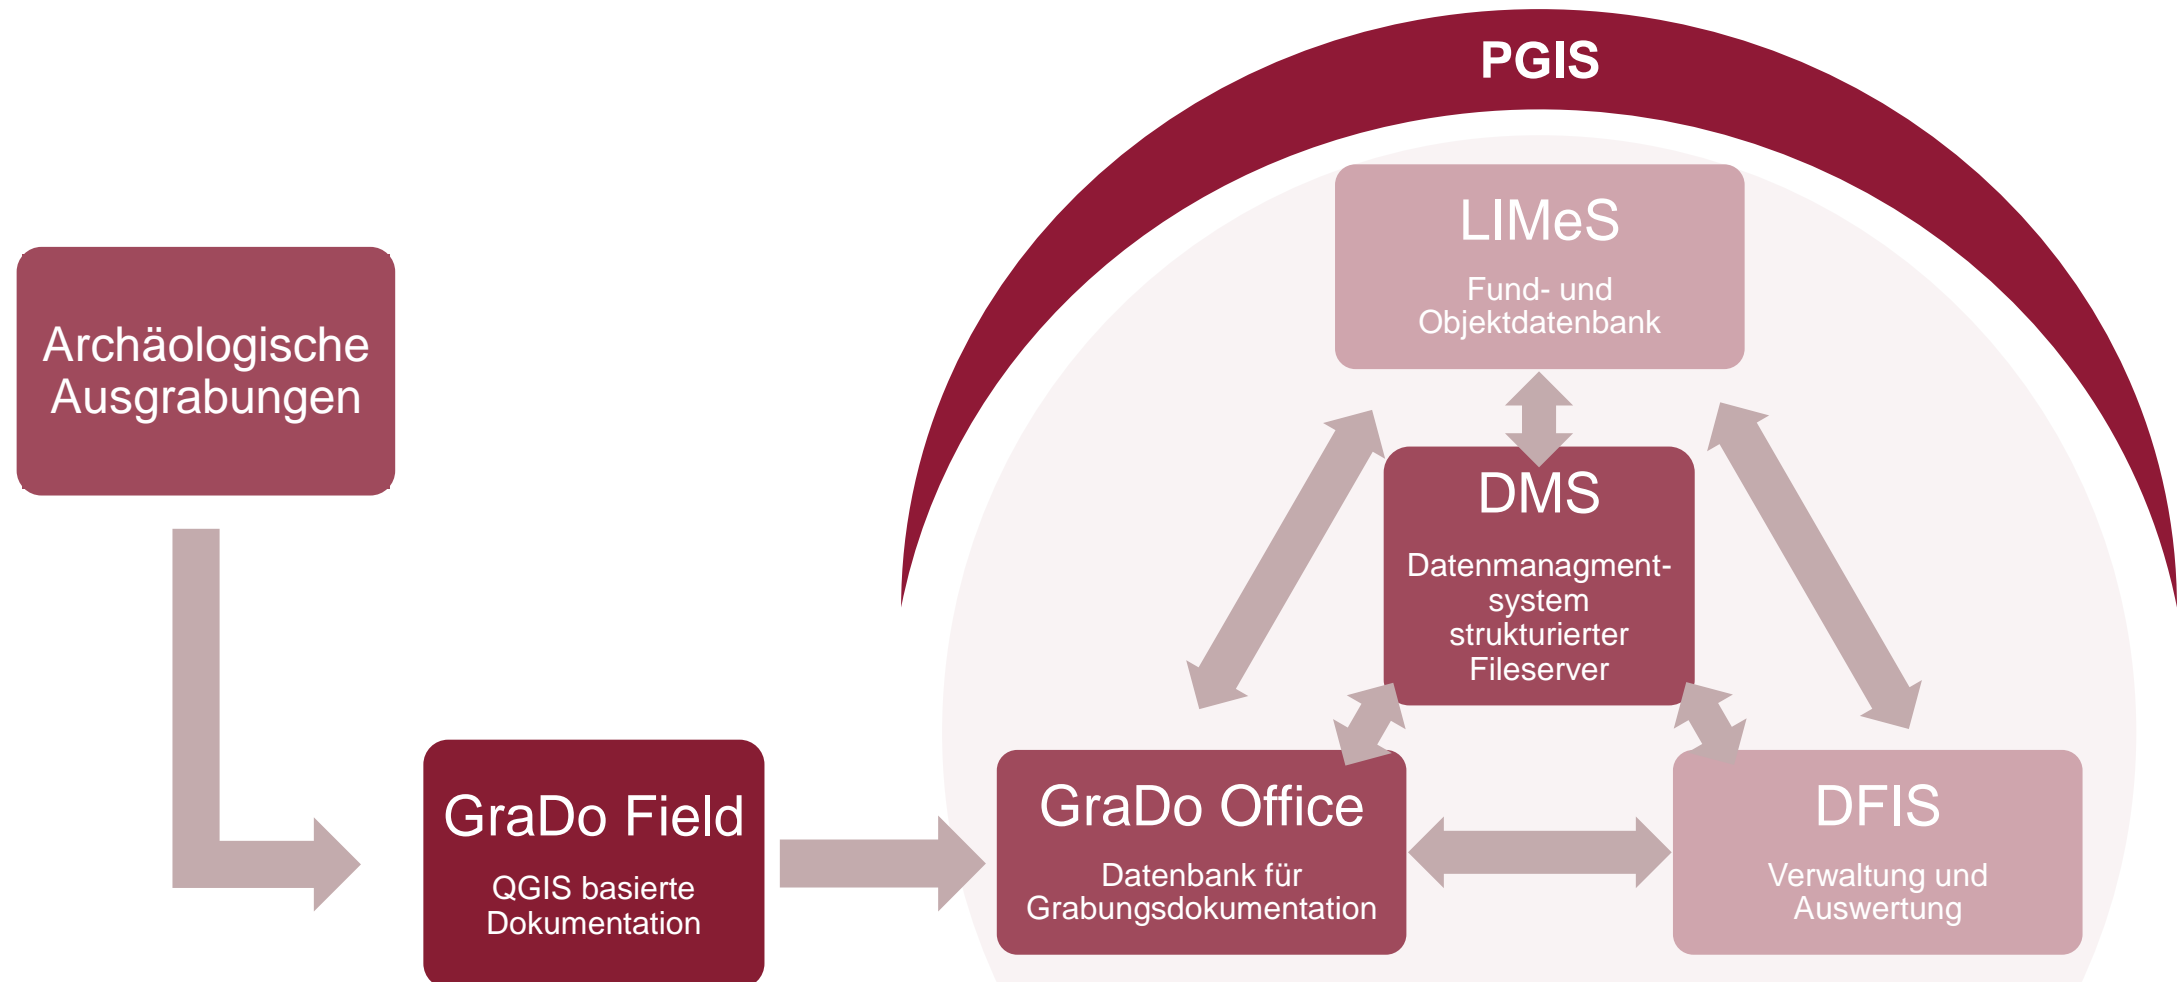 PGIS
LIMeS
Fund- und
Objektdatenbank
Archäologische
Ausgrabungen
DMS
Datenmanagment-
system
strukturierter
Fileserver
GraDo Field
QGIS basierte
Dokumentation
GraDo Office
Datenbank für
Grabungsdokumentation
DFIS
Verwaltung und
Auswertung